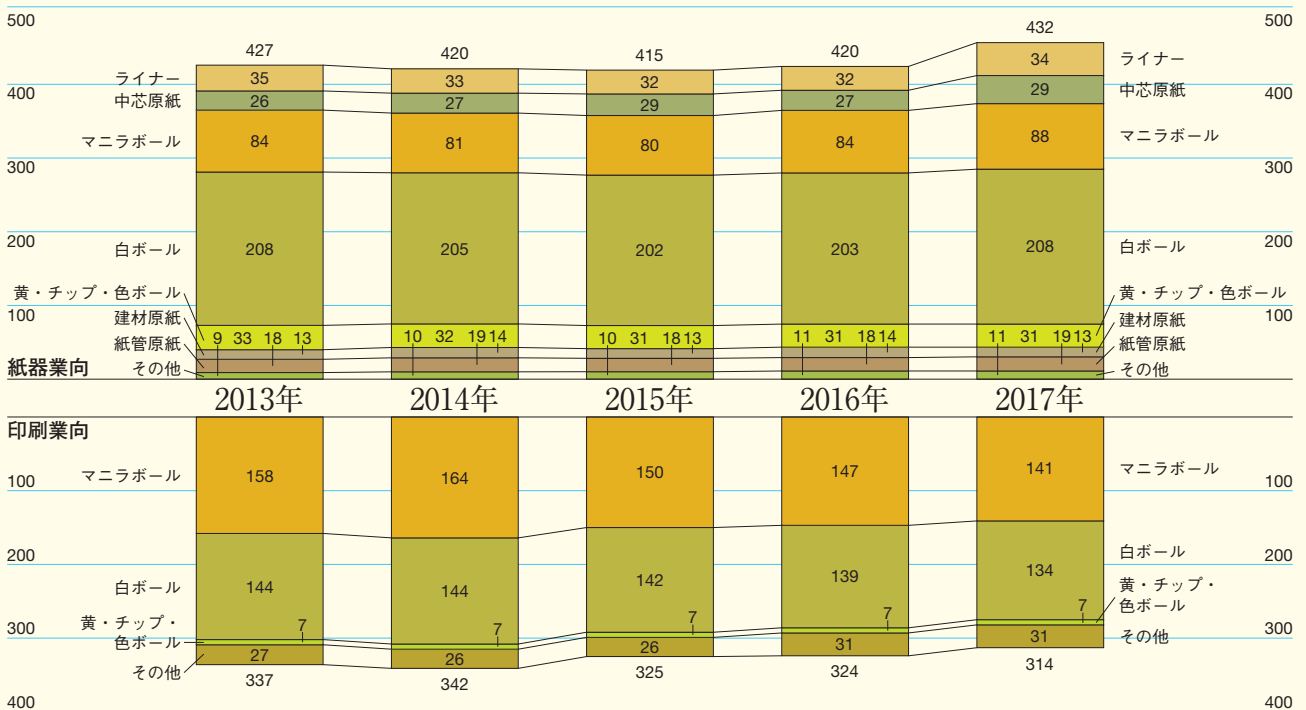 500 500
427 420 415 420 432
ライナー 35 33 32 32 34 ライナー
400 400
中芯原紙 26 27 29 27 29 中芯原紙
マニラボール 84 81 80 84 88 マニラボール
300 300
200 200
白ボール 208 205 202 203 208 白ボール
黄・チップ・色ボール 黄・チップ・色ボール
100 100
建材原紙 9 33 18 13 10 32 19 14 10 31 18 13 11 31 18 14 11 31 19 13 建材原紙
紙管原紙 紙管原紙
紙器業向 その他 その他
2013年 2014年 2015年 2016年 2017年
印刷業向
マニラボール 158 164 150 147 141 マニラボール
100 100
200 200
白ボール 144 144 142 139 134 白ボール
黄・チップ・ 7 7 7 7 7 黄・チップ・
色ボール 色ボール
300 300
その他 27 26 26 31 31 その他
337 342 325 324 314
400 400